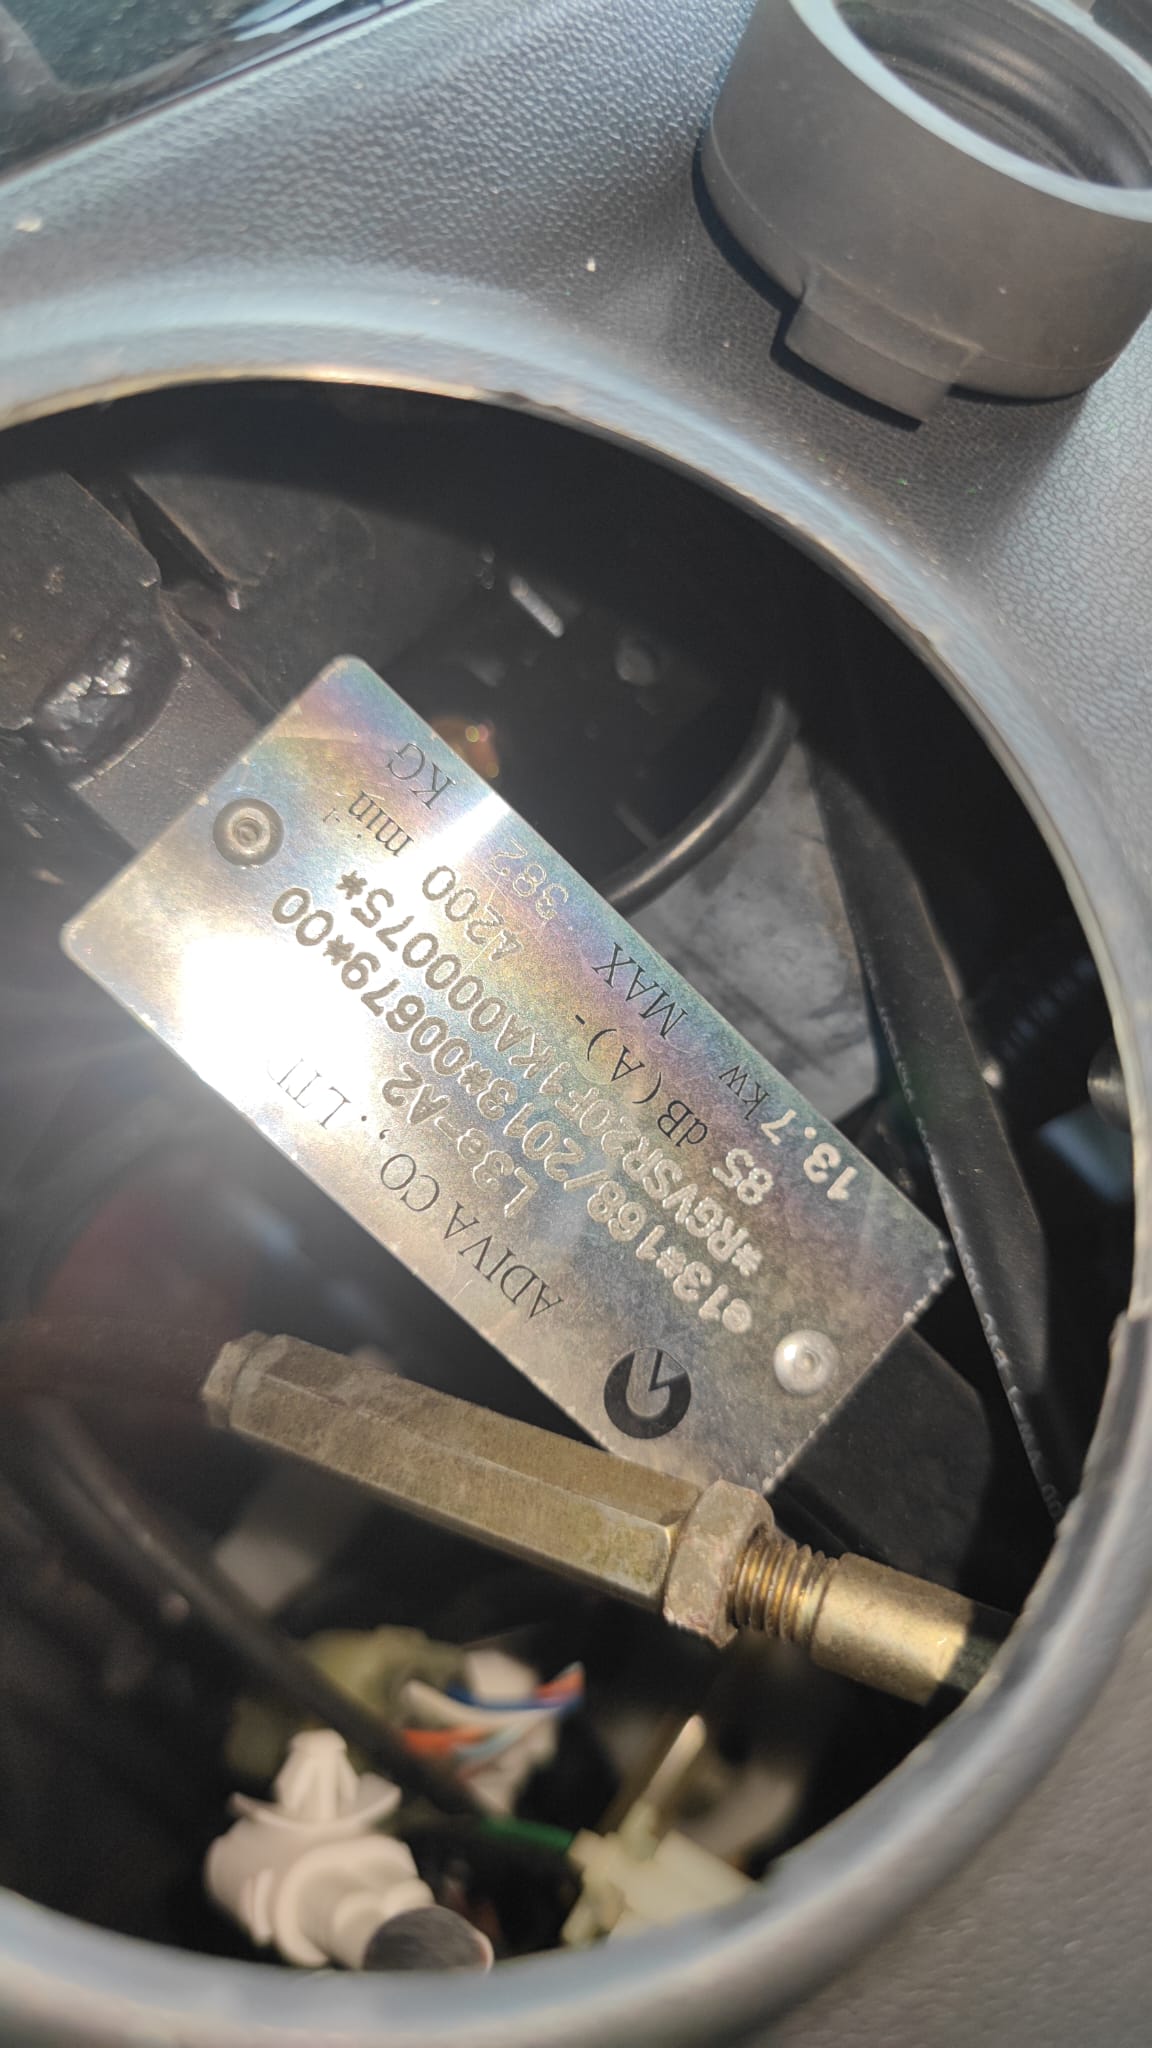 ADIVA CO., LTD
L3e-A2
e13*168/2013*00679*00
*RGVSR20F1KA000075*
85 dB(A)- 4200 min-1
13.7 kw MAX 382 KG